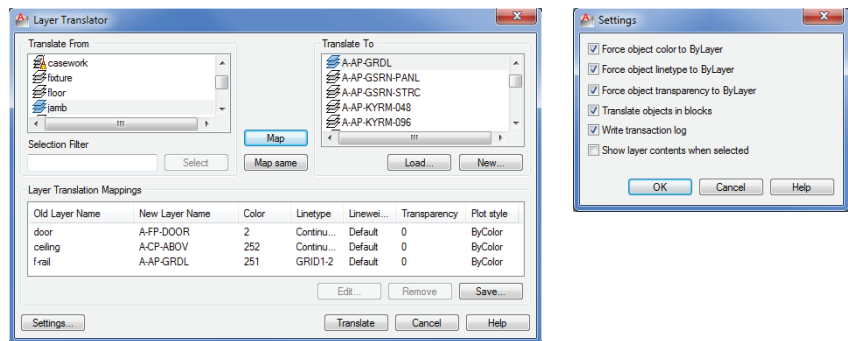 Layer Translator
Translate From
casework
fixture
floor
jamb
Selection Filter
Select
Map
Map same
Translate To
A-AP-GRDL
A-AP-GSRN-PANL
A-AP-GSRN-STRC
A-AP-KYRM-048
A-AP-KYRM-096
Load...
New...
Layer Translation Mappings
Old Layer Name New Layer Name Color Linetype Linewei... Transparency Plot style
door A-FP-DOOR 2 Continu... Default 0 ByColor
ceiling A-CP-ABOV 252 Continu... Default 0 ByColor
f-rail A-AP-GRDL 251 GRID1-2 Default 0 ByColor
Edit... Remove Save...
Settings... Translate Cancel Help
Settings
Force object color to ByLayer
Force object linetype to ByLayer
Force object transparency to ByLayer
Translate objects in blocks
Write transaction log
Show layer contents when selected
OK Cancel Help